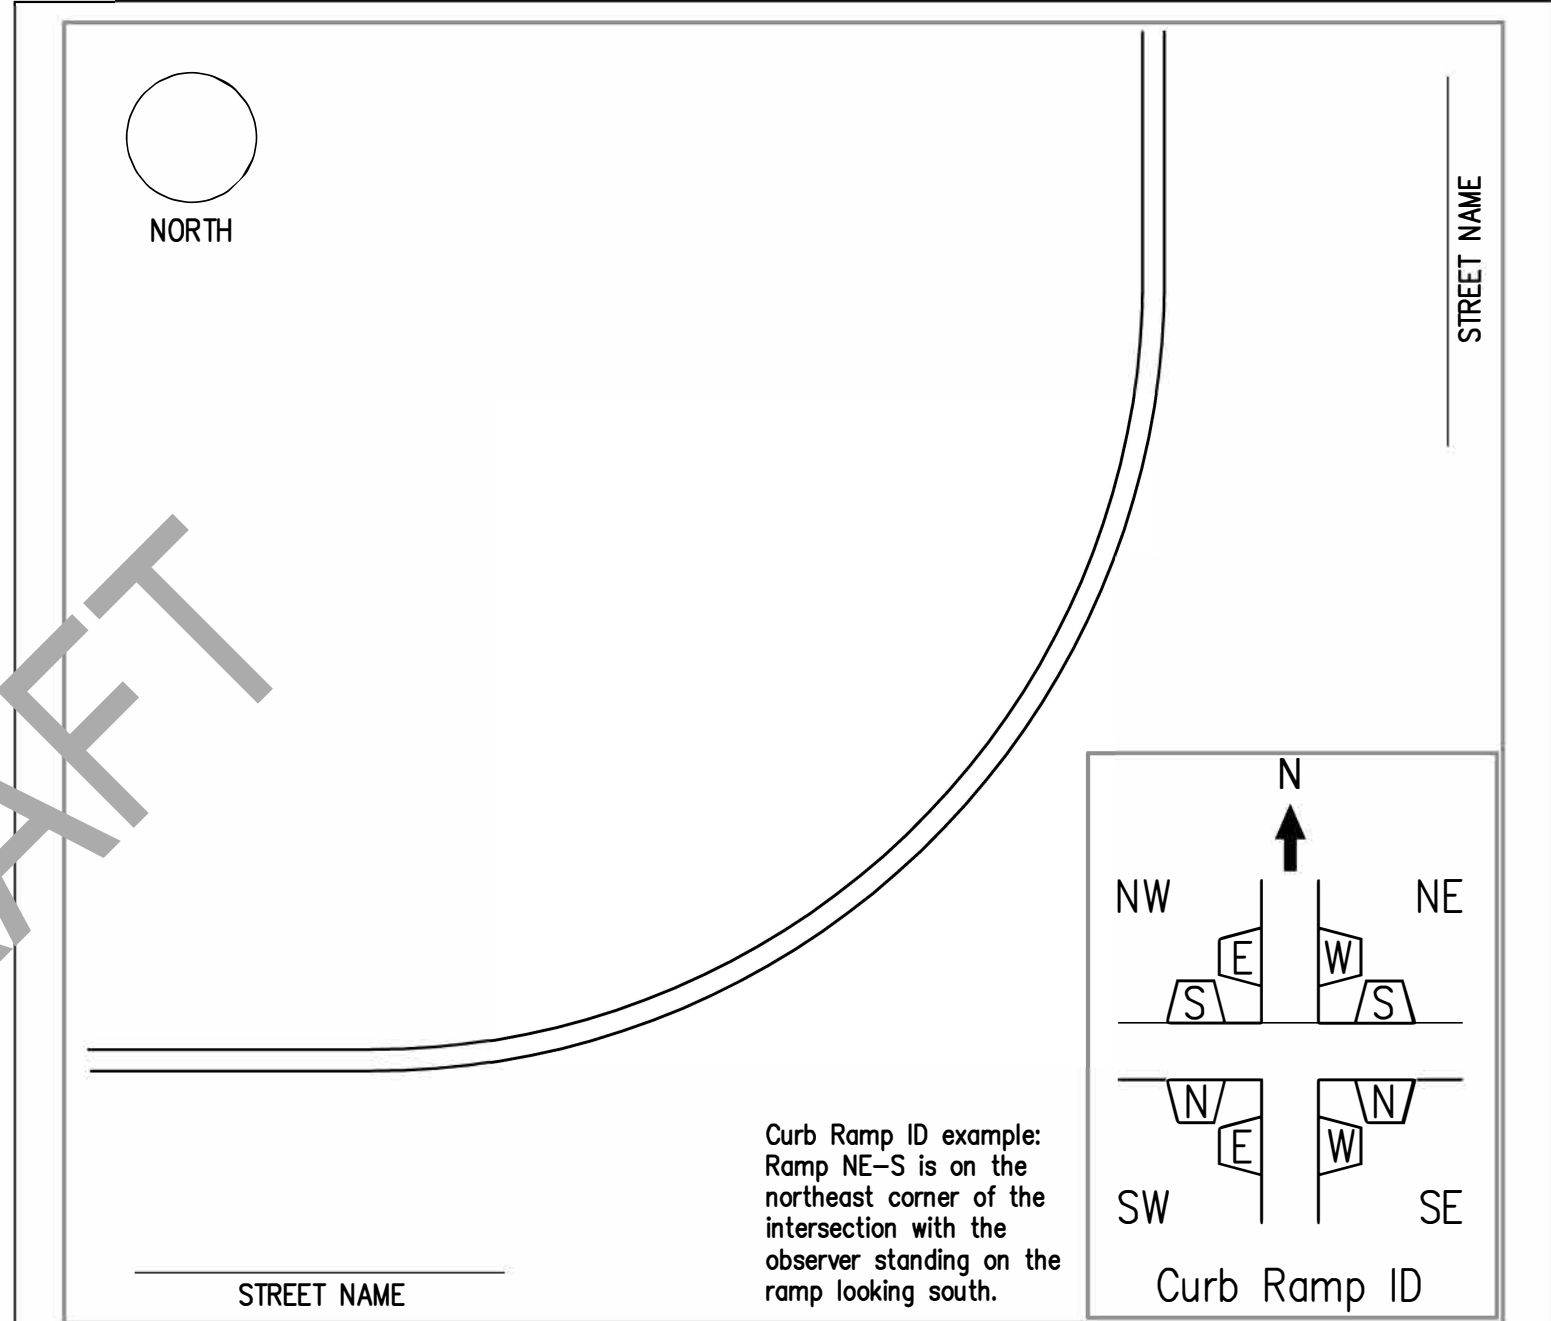 NORTH
STREET NAME
AFT
N
NW
NE
E
W
S
S
N
N
E
W
SW
SE
Curb Ramp ID
Curb Ramp ID example:
Ramp NE–S is on the
northeast corner of the
intersection with the
observer standing on the
ramp looking south.
STREET NAME